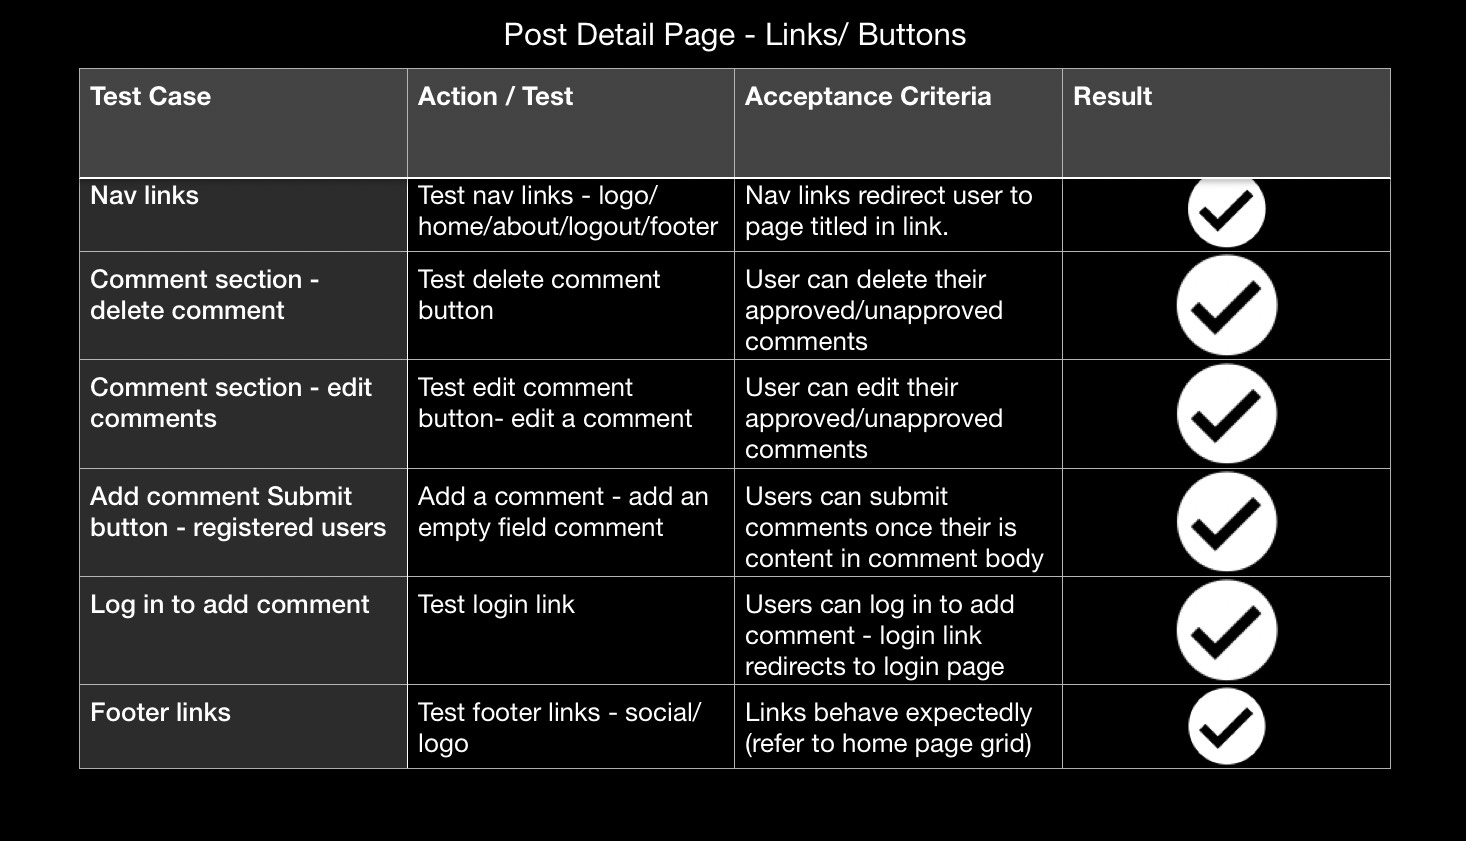 Post Detail Page - Links/ Buttons
Test Case
Action / Test
Acceptance Criteria
Result
Nav links
Test nav links - logo/
home/about/logout/footer
Nav links redirect user to
page titled in link.
Comment section -
delete comment
Test delete comment
button
User can delete their
approved/unapproved
comments
Comment section - edit
comments
Test edit comment
button- edit a comment
User can edit their
approved/unapproved
comments
Add comment Submit
button - registered users
Add a comment - add an
empty field comment
Users can submit
comments once their is
content in comment body
Log in to add comment
Test login link
Users can log in to add
comment - login link
redirects to login page
Footer links
Test footer links - social/
logo
Links behave expectedly
(refer to home page grid)